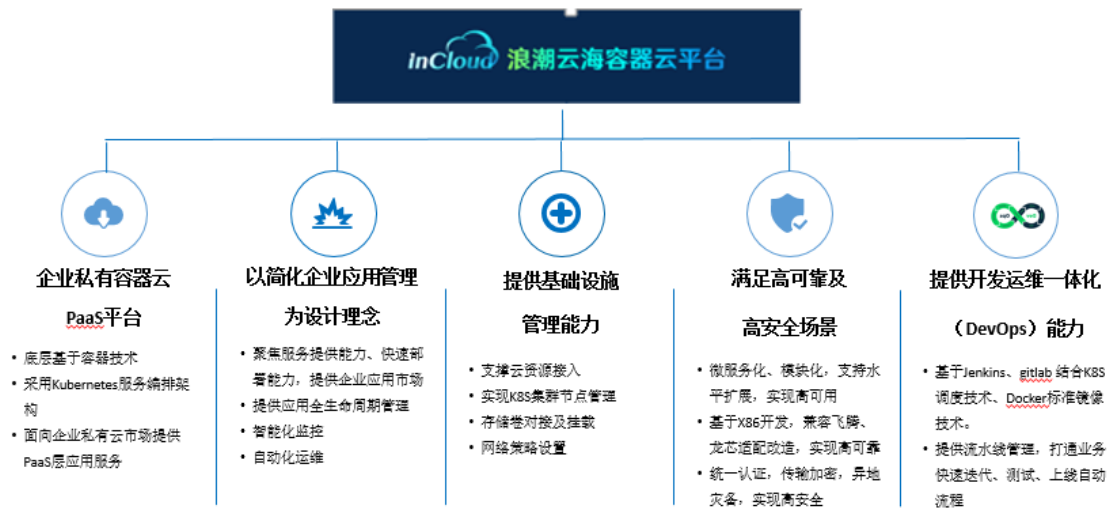 inCloud 浪潮云海容器云平台
企业私有容器云
PaaS平台
• 底层基于容器技术
• 采用Kubernetes服务编排架
构
• 面向企业私有云市场提供
PaaS层应用服务
以简化企业应用管理
为设计理念
• 聚焦服务提供能力、快速部
署能力，提供企业应用市场
• 提供应用全生命周期管理
• 智能化监控
• 自动化运维
提供基础设施
管理能力
• 支撑云资源接入
• 实现K8S集群节点管理
• 存储卷对接及挂载
• 网络策略设置
满足高可靠及
高安全场景
• 微服务化、模块化，支持水
平扩展，实现高可用
• 基于X86开发，兼容飞腾、
龙芯适配改造，实现高可靠
• 统一认证，传输加密，异地
灾备，实现高安全
提供开发运维一体化
（DevOps）能力
• 基于Jenkins、gitlab 结合K8S
调度技术、Docker标准镜像
技术。
• 提供流水线管理，打通业务
快速迭代、测试、上线自动
流程